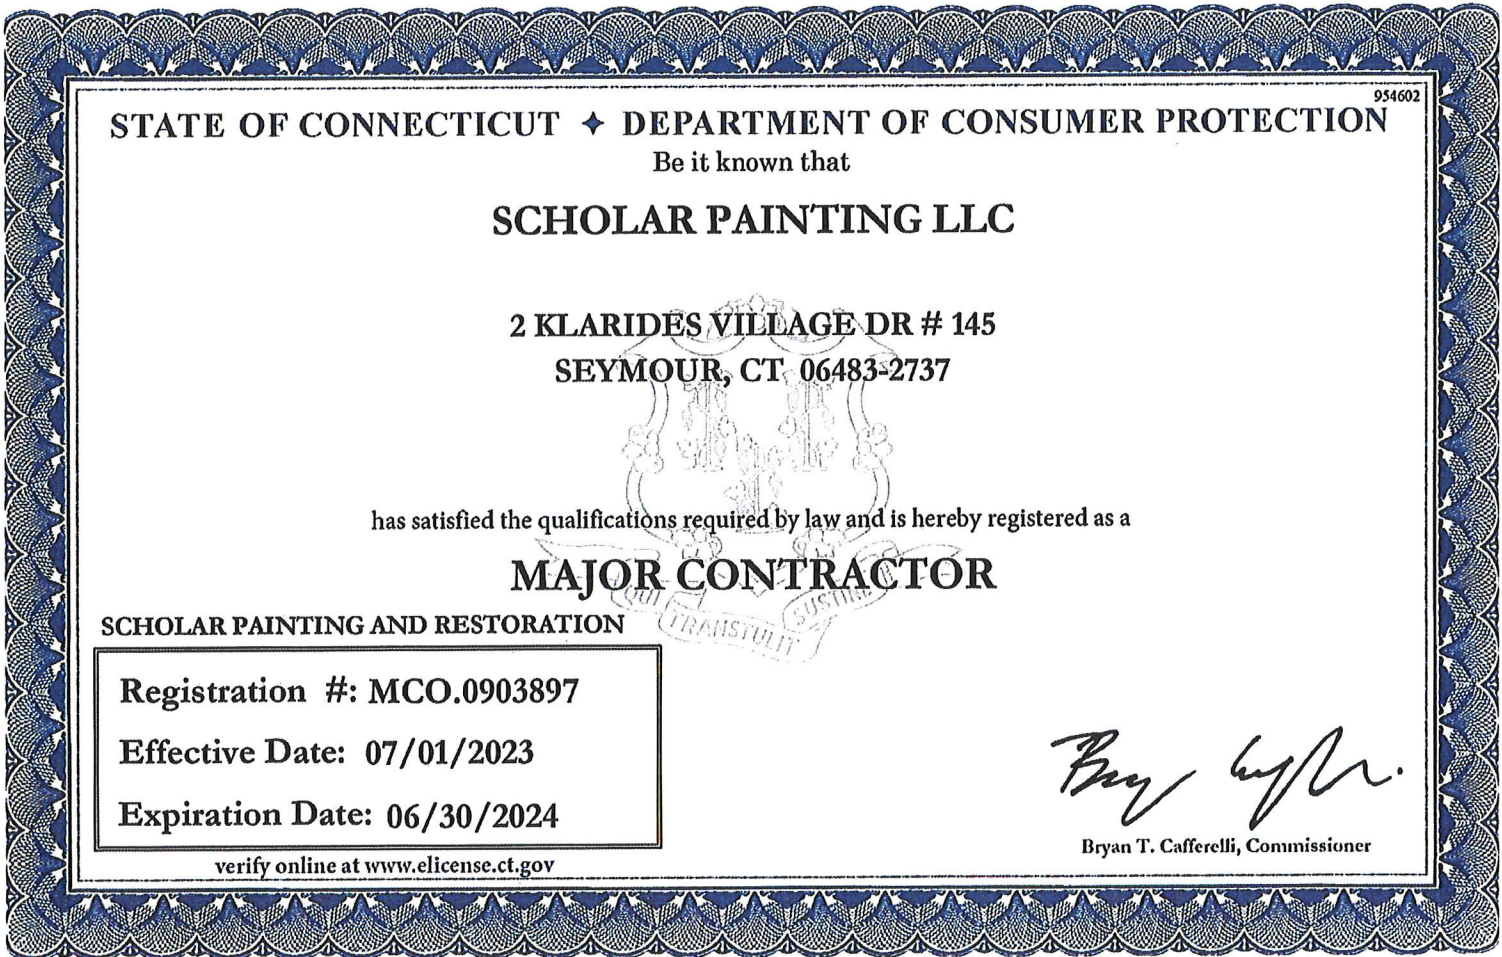 954602
STATE OF CONNECTICUT ✦ DEPARTMENT OF CONSUMER PROTECTION
Be it known that
SCHOLAR PAINTING LLC
2 KLARIDES VILLAGE DR # 145
SEYMOUR, CT 06483-2737
has satisfied the qualifications required by law and is hereby registered as a
MAJOR CONTRACTOR
QUI TRANSTULIT SUSTINET
SCHOLAR PAINTING AND RESTORATION
Registration #: MCO.0903897
Effective Date: 07/01/2023
Expiration Date: 06/30/2024
verify online at www.elicense.ct.gov
Bryan T. Cafferelli, Commissioner